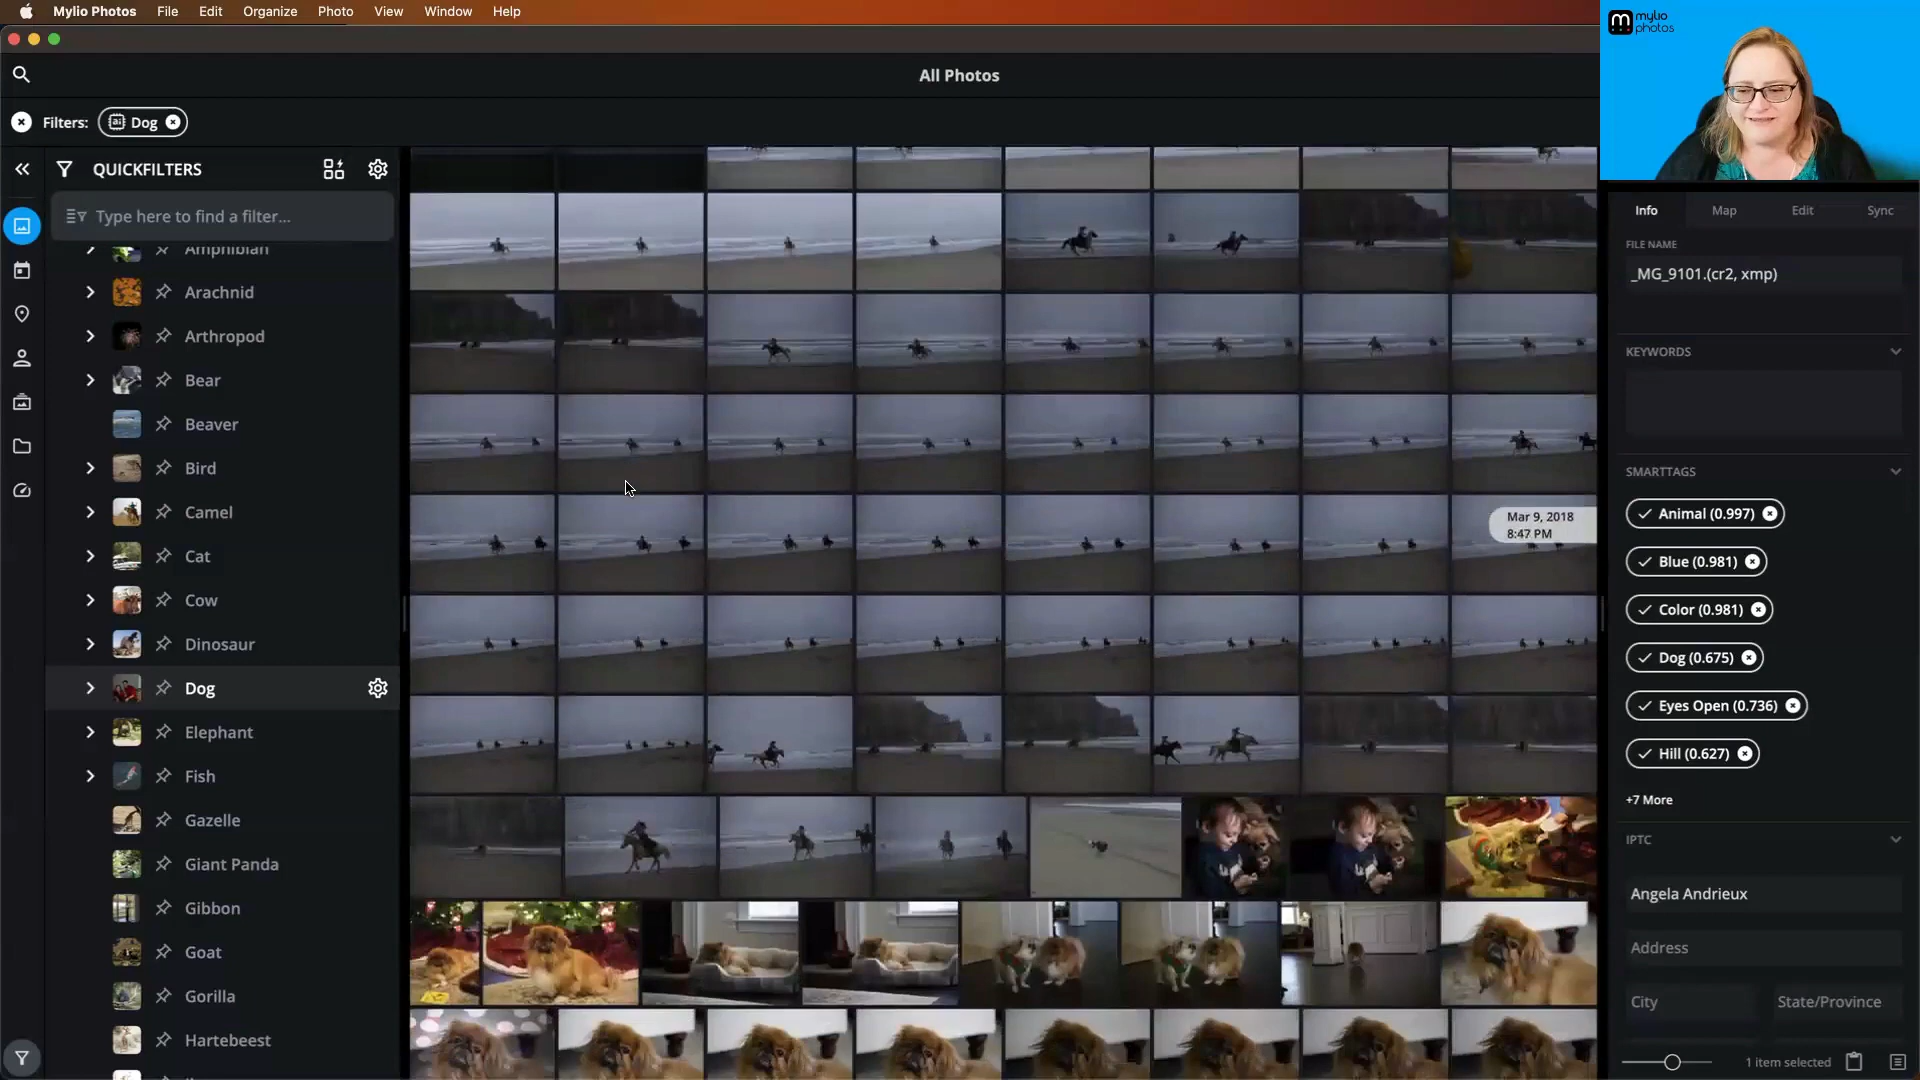 Mylio Photos File Edit Organize Photo View Window Help
mylio
photos
All Photos
Filters: ai Dog
QUICKFILTERS
Type here to find a filter...
Amphibian
Arachnid
Arthropod
Bear
Beaver
Bird
Camel
Cat
Cow
Dinosaur
Dog
Elephant
Fish
Gazelle
Giant Panda
Gibbon
Goat
Gorilla
Hartebeest
Mar 9, 2018
8:47 PM
Info Map Edit Sync
FILE NAME
_MG_9101.(cr2, xmp)
KEYWORDS
SMARTTAGS
Animal (0.997)
Blue (0.981)
Color (0.981)
Dog (0.675)
Eyes Open (0.736)
Hill (0.627)
+7 More
IPTC
Angela Andrieux
Address
City State/Province
1 item selected